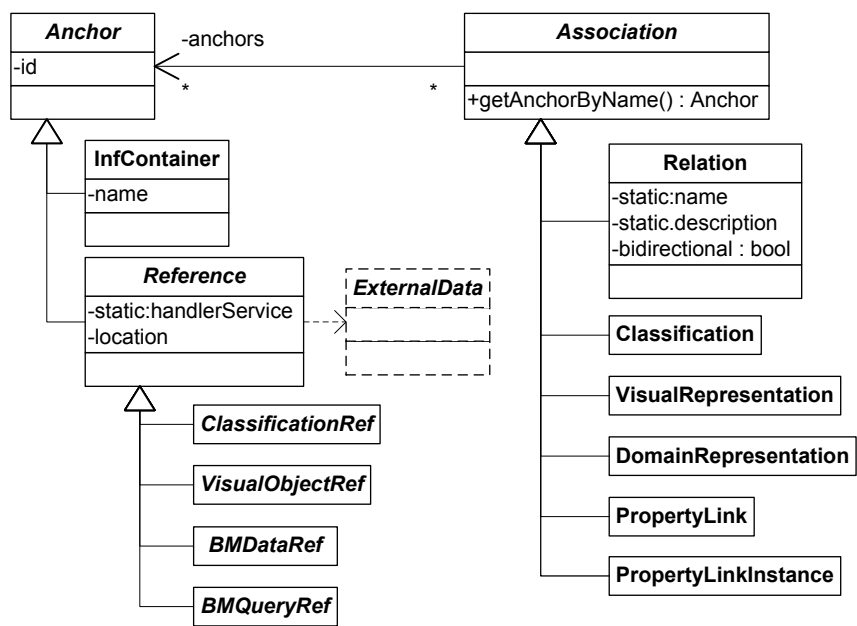 Anchor
-id
-anchors
*
*
Association
+getAnchorByName() : Anchor
InfContainer
-name
Reference
-static:handlerService
-location
ExternalData
ClassificationRef
VisualObjectRef
BMDataRef
BMQueryRef
Relation
-static:name
-static.description
-bidirectional : bool
Classification
VisualRepresentation
DomainRepresentation
PropertyLink
PropertyLinkInstance